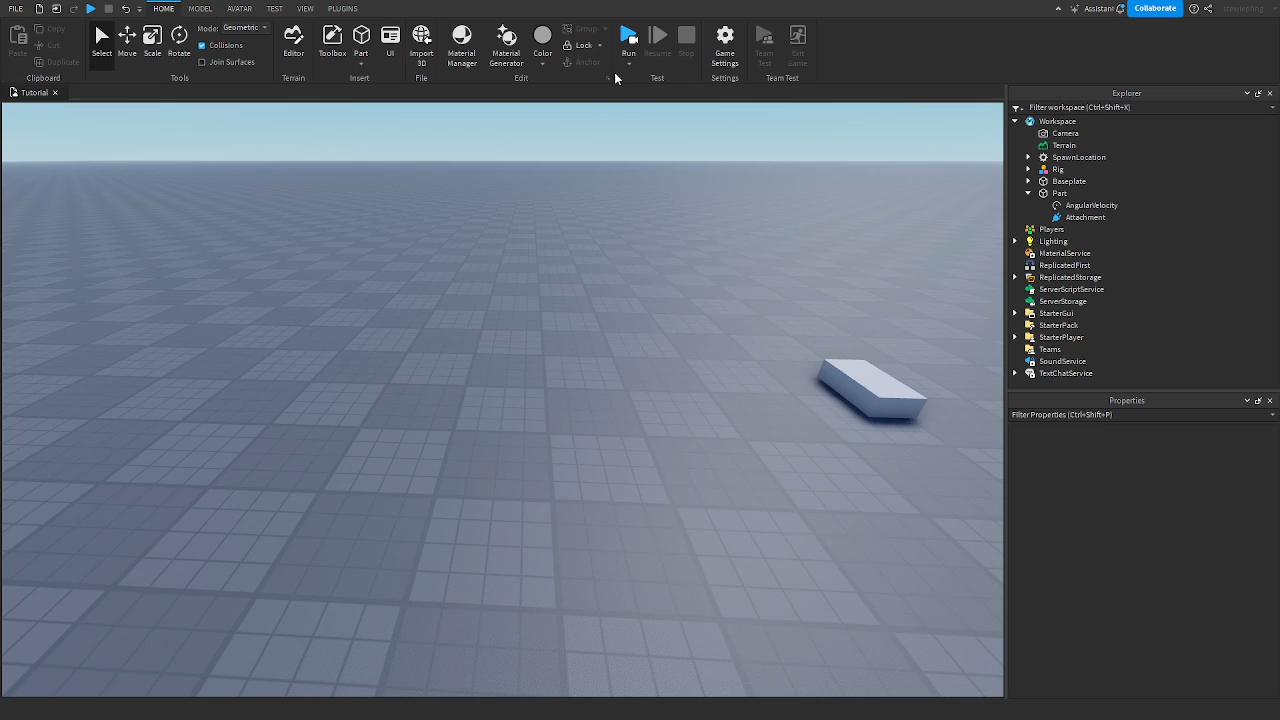 FILE HOME MODEL AVATAR TEST VIEW PLUGINS Assistant Collaborate stewiepfing
Paste Copy Cut Duplicate
Select Move Scale Rotate
Mode: Geometric
Collisions
Join Surfaces
Editor Toolbox Part UI Import 3D Material Manager Material Generator Color
Group
Lock
Anchor
Run Resume Stop Game Settings Team Test Exit Game
Clipboard Tools Terrain Insert File Edit Test Settings Team Test
Tutorial
Explorer
Filter workspace (Ctrl+Shift+X)
Workspace
Camera
Terrain
SpawnLocation
Rig
Baseplate
Part
AngularVelocity
Attachment
Players
Lighting
MaterialService
ReplicatedFirst
ReplicatedStorage
ServerScriptService
ServerStorage
StarterGui
StarterPack
StarterPlayer
Teams
SoundService
TextChatService
Properties
Filter Properties (Ctrl+Shift+P)